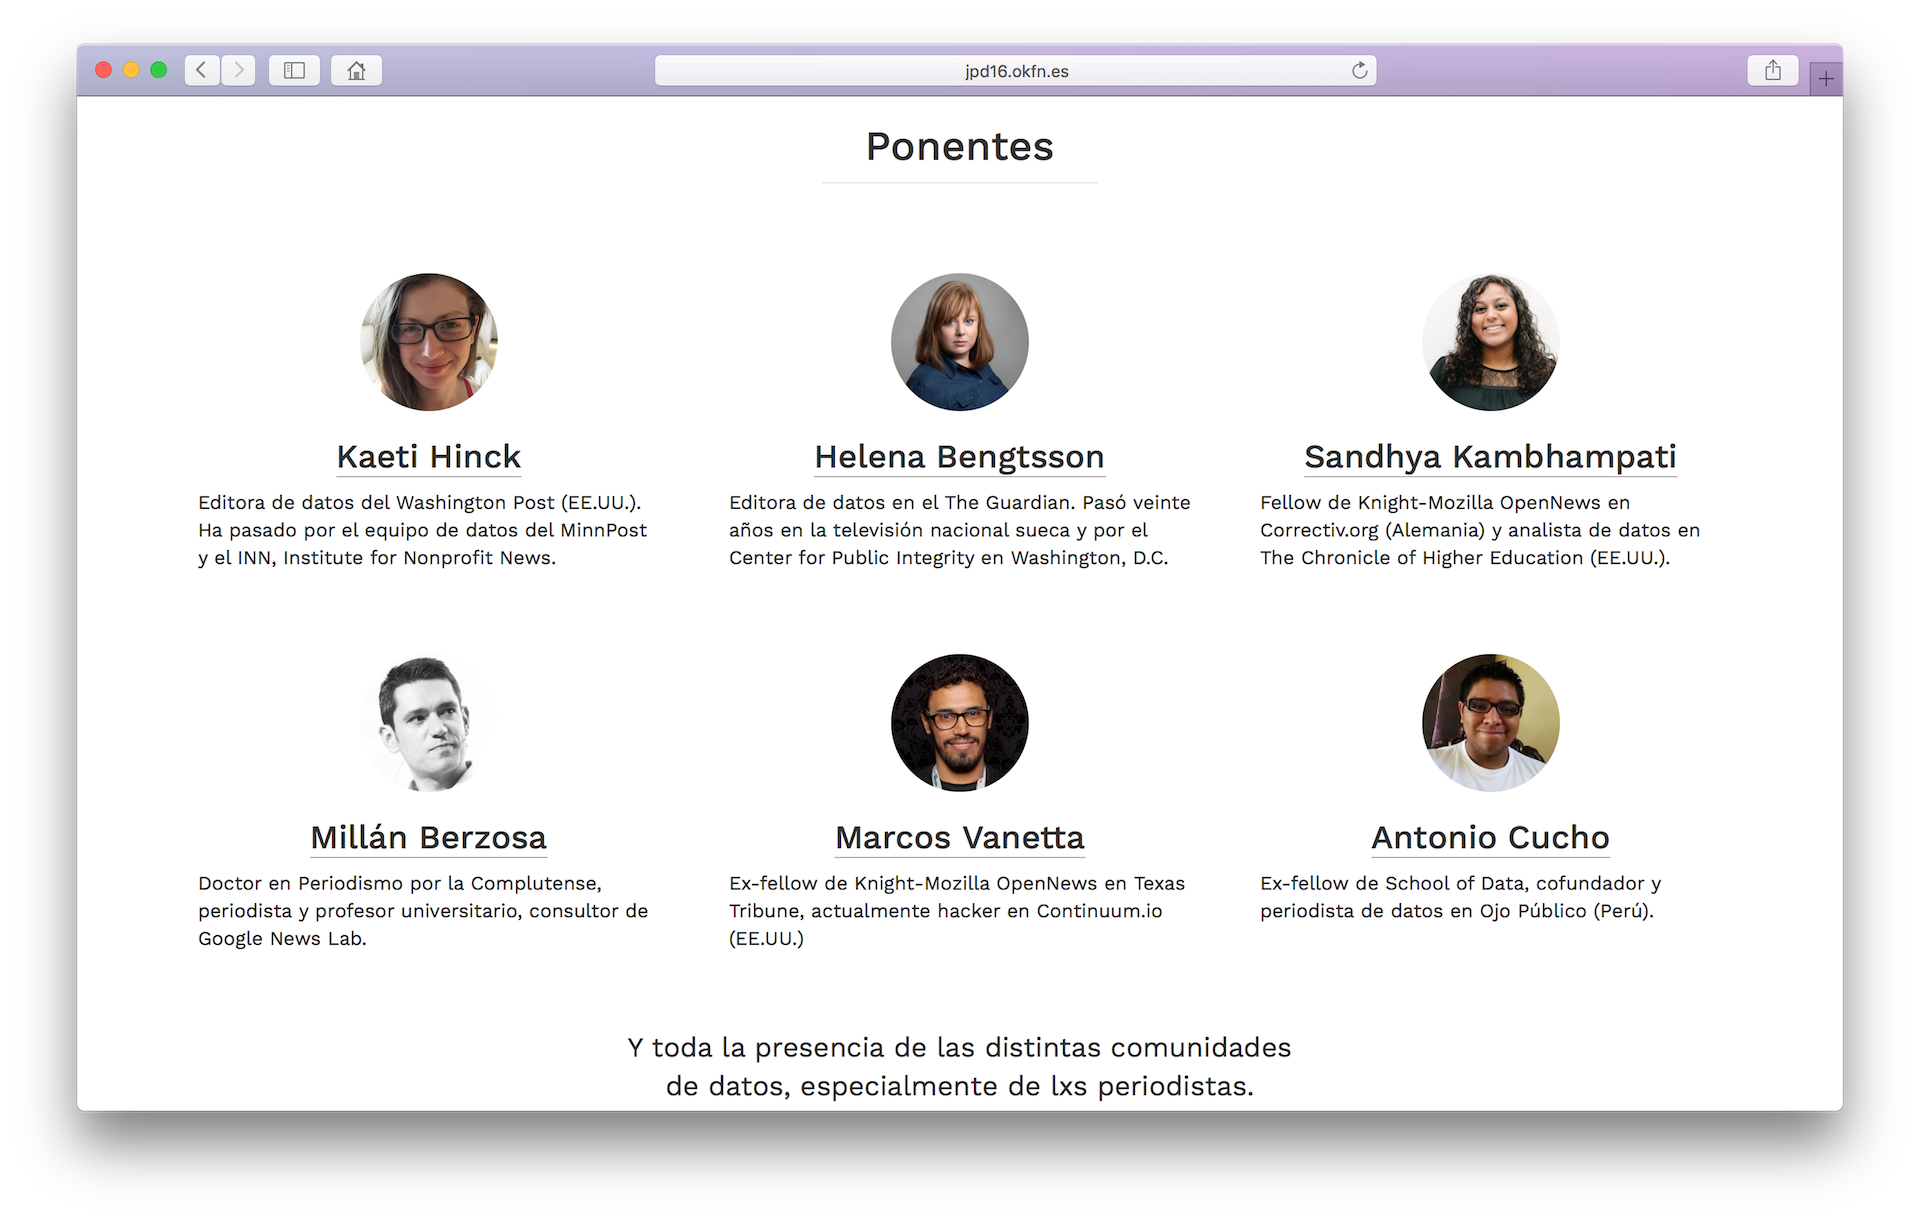 jpd16.okfn.es
Ponentes
Kaeti Hinck
Editora de datos del Washington Post (EE.UU.).
Ha pasado por el equipo de datos del MinnPost
y el INN, Institute for Nonprofit News.
Helena Bengtsson
Editora de datos en el The Guardian. Pasó veinte
años en la televisión nacional sueca y por el
Center for Public Integrity en Washington, D.C.
Sandhya Kambhampati
Fellow de Knight-Mozilla OpenNews en
Correctiv.org (Alemania) y analista de datos en
The Chronicle of Higher Education (EE.UU.).
Millán Berzosa
Doctor en Periodismo por la Complutense,
periodista y profesor universitario, consultor de
Google News Lab.
Marcos Vanetta
Ex-fellow de Knight-Mozilla OpenNews en Texas
Tribune, actualmente hacker en Continuum.io
(EE.UU.)
Antonio Cucho
Ex-fellow de School of Data, cofundador y
periodista de datos en Ojo Público (Perú).
Y toda la presencia de las distintas comunidades
de datos, especialmente de lxs periodistas.